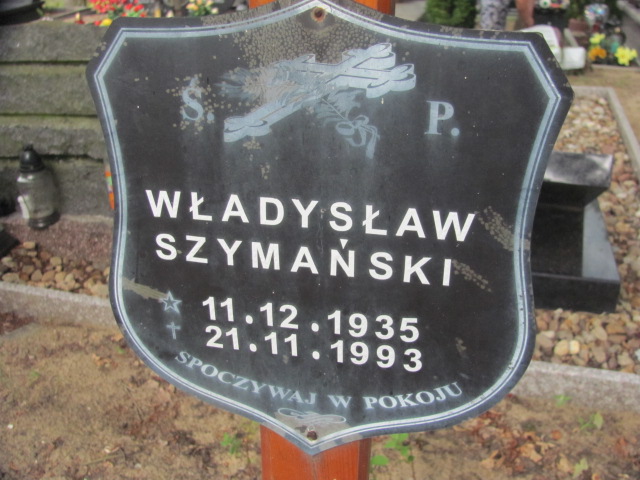 Ś. P.
WŁADYSŁAW
SZYMAŃSKI
11.12.1935
21.11.1993
SPOCZYWAJ W POKOJU